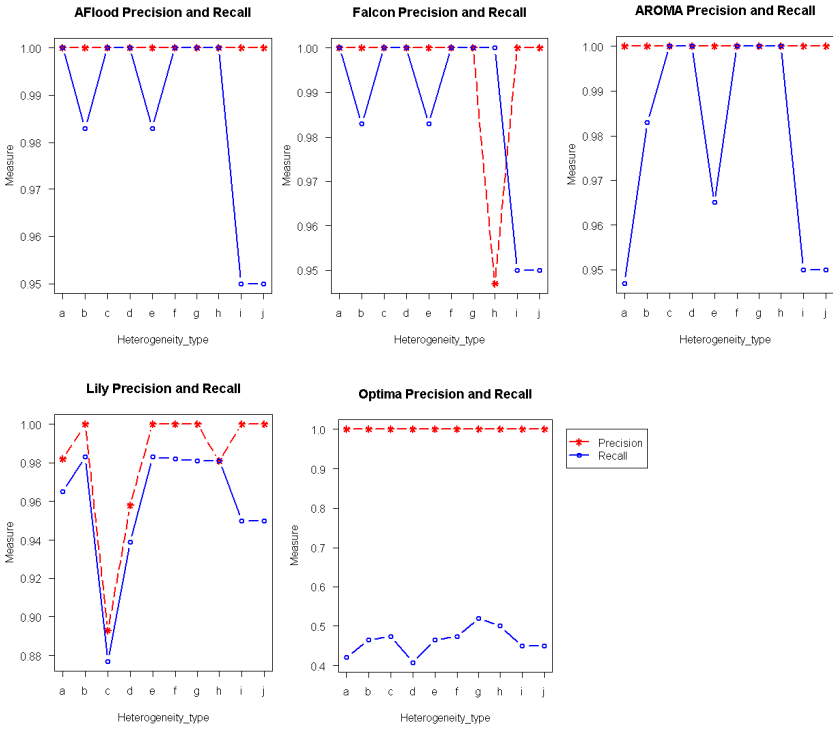 AFlood Precision and Recall
1.00
0.99
0.98
0.97
0.96
0.95
Measure
a b c d e f g h i j
Heterogeneity_type
Falcon Precision and Recall
1.00
0.99
0.98
0.97
0.96
0.95
Measure
a b c d e f g h i j
Heterogeneity_type
AROMA Precision and Recall
1.00
0.99
0.98
0.97
0.96
0.95
Measure
a b c d e f g h i j
Heterogeneity_type
Lily Precision and Recall
1.00
0.98
0.96
0.94
0.92
0.90
0.88
Measure
a b c d e f g h i j
Heterogeneity_type
Optima Precision and Recall
1.0
0.9
0.8
0.7
0.6
0.5
0.4
Measure
a b c d e f g h i j
Heterogeneity_type
Precision
Recall